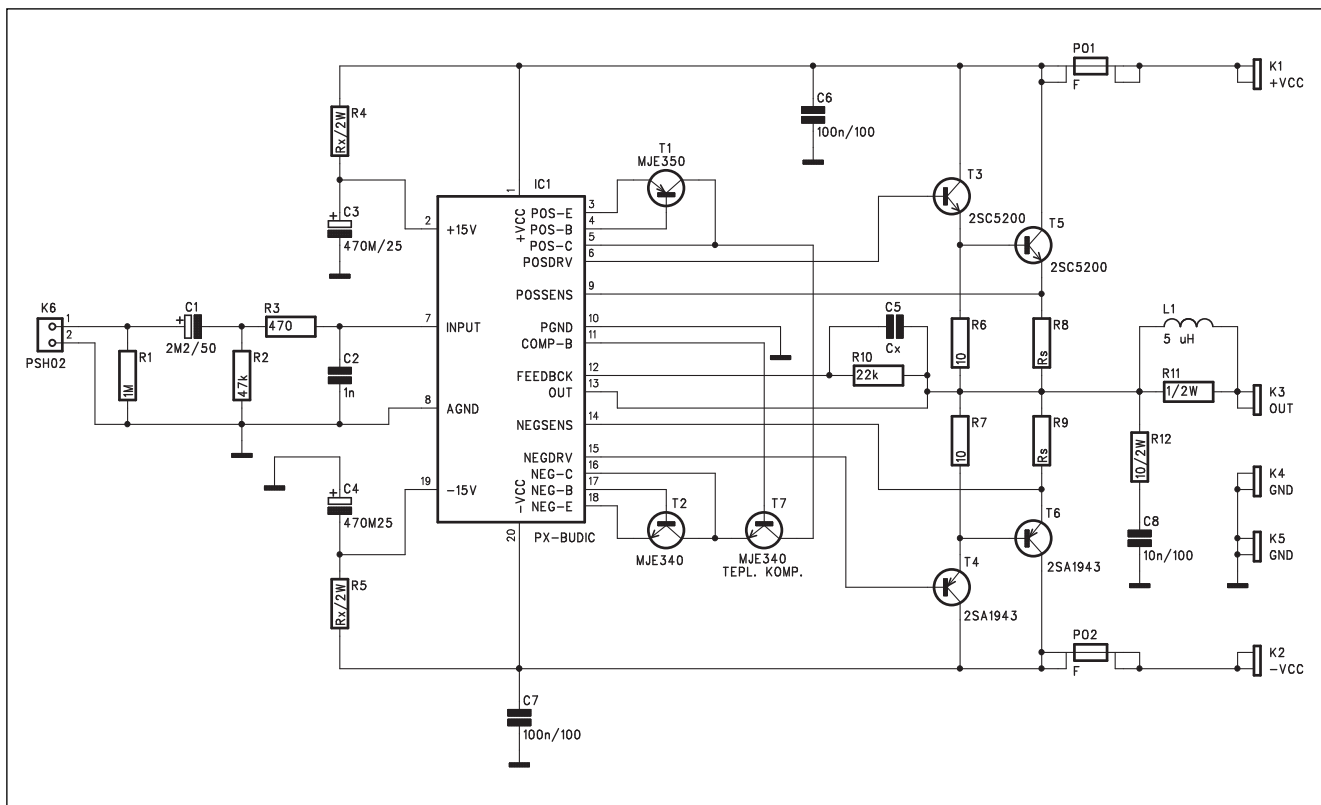 PO1
F
K1
+VCC
R4
Rx/2W
C6
100n/100
T1
MJE350
IC1
1
+VCC
3
POS-E
4
POS-B
5
POS-C
6
POSDRV
T3
2SC5200
C3
+
470M/25
2
+15V
T5
2SC5200
9
POSSENS
K6
1
2
PSH02
C1
+
2M2/50
R3
470
7
INPUT
10
PGND
11
COMP-B
C5
Cx
R6
10
R8
Rs
L1
5 uH
R1
1M
R2
47k
C2
1n
12
FEEDBCK
R10
22k
13
OUT
R11
1/2W
K3
OUT
8
AGND
14
NEGSENS
R7
10
R9
Rs
R12
10/2W
15
NEGDRV
16
NEG-C
17
NEG-B
18
NEG-E
C4
+
470M25
19
-15V
-VCC
20
PX-BUDIC
T2
MJE340
T7
MJE340
TEPL. KOMP.
K4
GND
T6
2SA1943
C8
10n/100
K5
GND
T4
2SA1943
R5
Rx/2W
PO2
F
K2
-VCC
C7
100n/100